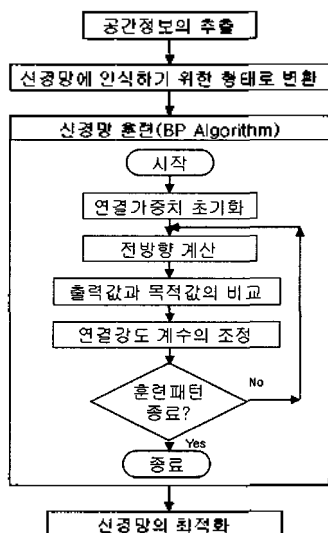 공간정보의 추출
신경망에 인식하기 위한 형태로 변환
신경망 훈련(BP Algorithm)
시작
연결가중치 초기화
전방향 계산
출력값과 목적값의 비교
연결강도 계수의 조정
훈련패턴
종료?
No
Yes
종료
신경망의 최적화